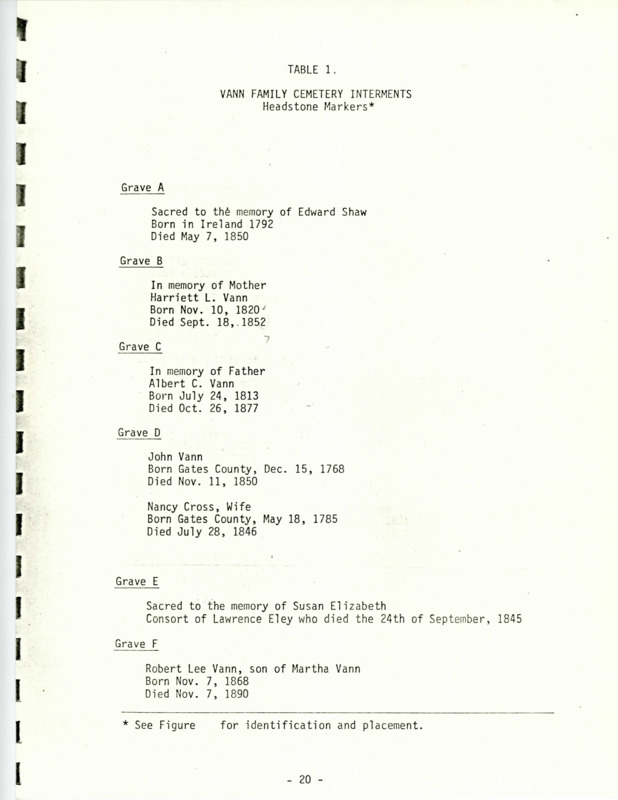 TABLE 1.
VANN FAMILY CEMETERY INTERMENTS
Headstone Markers*
Grave A
Sacred to the memory of Edward Shaw
Born in Ireland 1792
Died May 7, 1850
Grave B
In memory of Mother
Harriett L. Vann
Born Nov. 10, 1820
Died Sept. 18, 1852
Grave C
In memory of Father
Albert C. Vann
Born July 24, 1813
Died Oct. 26, 1877
Grave D
John Vann
Born Gates County, Dec. 15, 1768
Died Nov. 11, 1850
Nancy Cross, Wife
Born Gates County, May 18, 1785
Died July 28, 1846
Grave E
Sacred to the memory of Susan Elizabeth
Consort of Lawrence Eley who died the 24th of September, 1845
Grave F
Robert Lee Vann, son of Martha Vann
Born Nov. 7, 1868
Died Nov. 7, 1890
* See Figure    for identification and placement.
- 20 -